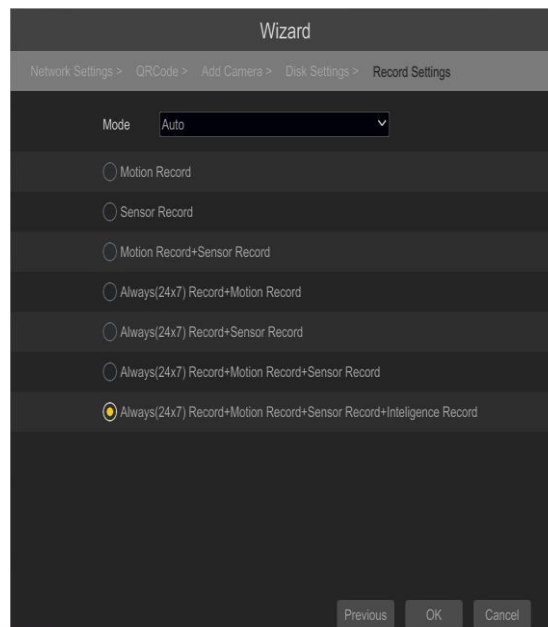 Wizard
Network Settings > QRCode > Add Camera > Disk Settings > Record Settings
Mode Auto
Motion Record
Sensor Record
Motion Record+Sensor Record
Always(24x7) Record+Motion Record
Always(24x7) Record+Sensor Record
Always(24x7) Record+Motion Record+Sensor Record
Always(24x7) Record+Motion Record+Sensor Record+Inteligence Record
Previous OK Cancel